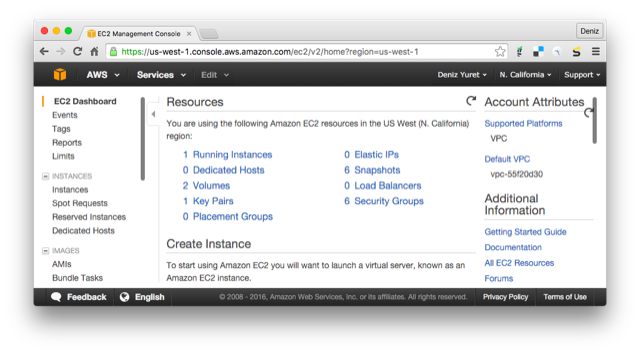 EC2 Management Console
Deniz
https://us-west-1.console.aws.amazon.com/ec2/v2/home?region=us-west-1
AWS Services Edit Deniz Yuret N. California Support
EC2 Dashboard
Events
Tags
Reports
Limits
INSTANCES
Instances
Spot Requests
Reserved Instances
Dedicated Hosts
IMAGES
AMIs
Bundle Tasks
Resources
You are using the following Amazon EC2 resources in the US West (N. California)
region:
1 Running Instances 0 Elastic IPs
0 Dedicated Hosts 6 Snapshots
2 Volumes 0 Load Balancers
1 Key Pairs 6 Security Groups
0 Placement Groups
Create Instance
To start using Amazon EC2 you will want to launch a virtual server, known as an
Amazon EC2 instance.
Account Attributes
Supported Platforms
VPC
Default VPC
vpc-55f20d30
Additional
Information
Getting Started Guide
Documentation
All EC2 Resources
Forums
Feedback English © 2008 - 2016, Amazon Web Services, Inc. or its affiliates. All rights reserved. Privacy Policy Terms of Use